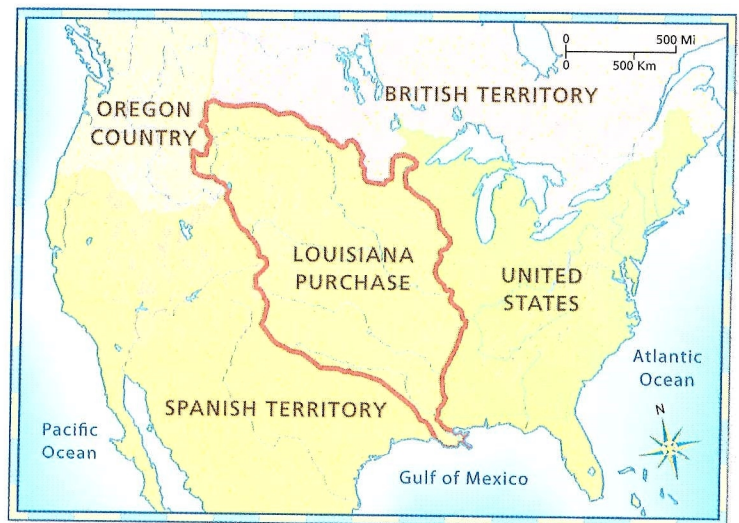 0 500 Mi
0 500 Km
BRITISH TERRITORY
OREGON
COUNTRY
LOUISIANA
PURCHASE
UNITED
STATES
Atlantic
Ocean
SPANISH TERRITORY
N
Pacific
Ocean
Gulf of Mexico